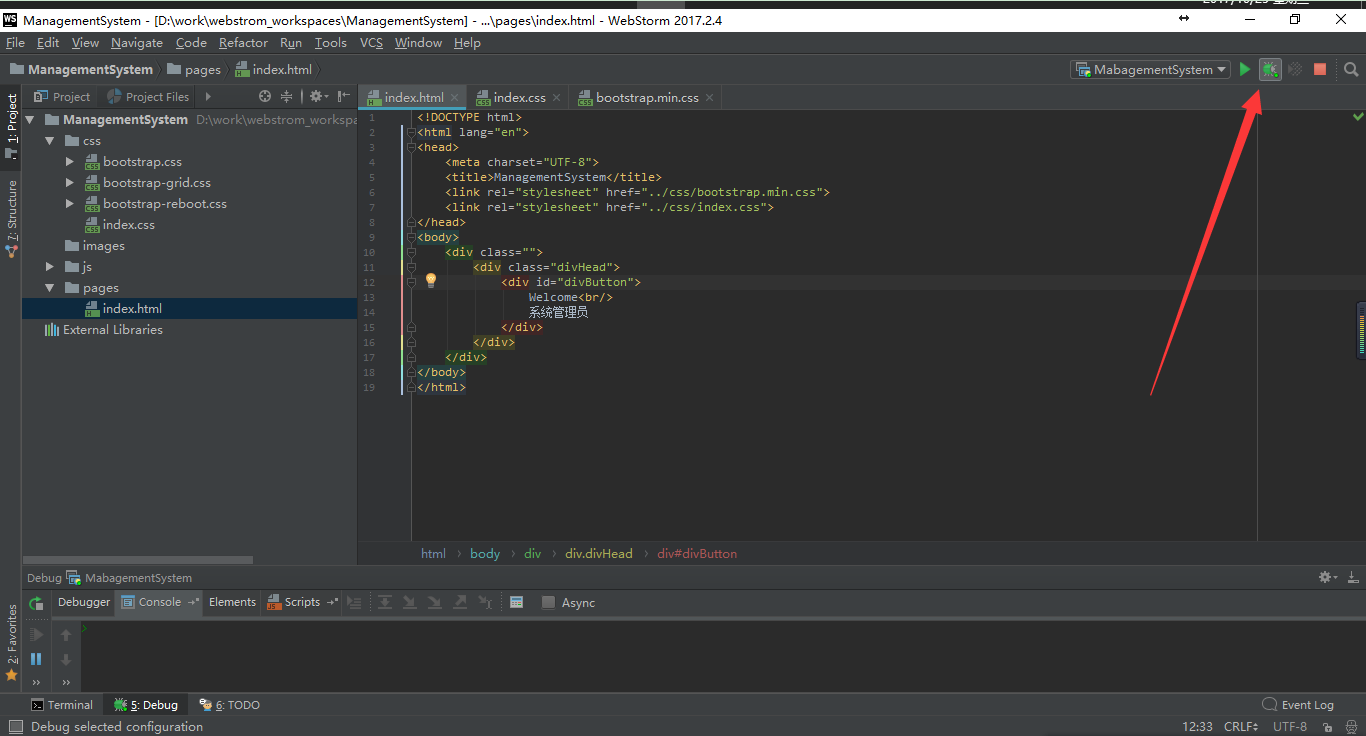 ManagementSystem - [D:\work\webstrom_workspaces\ManagementSystem] - ...\pages\index.html - WebStorm 2017.2.4
File Edit View Navigate Code Refactor Run Tools VCS Window Help
ManagementSystem pages index.html MabagementSystem
1: Project
7: Structure
2: Favorites
Project Project Files
ManagementSystem D:\work\webstrom_workspa
css
bootstrap.css
bootstrap-grid.css
bootstrap-reboot.css
index.css
images
js
pages
index.html
External Libraries
index.html index.css bootstrap.min.css
1 <!DOCTYPE html>
2 <html lang="en">
3 <head>
4 <meta charset="UTF-8">
5 <title>ManagementSystem</title>
6 <link rel="stylesheet" href="../css/bootstrap.min.css">
7 <link rel="stylesheet" href="../css/index.css">
8 </head>
9 <body>
10 <div class="">
11 <div class="divHead">
12 <div id="divButton">
13 Welcome<br/>
14 系统管理员
15 </div>
16 </div>
17 </div>
18 </body>
19 </html>
html body div div.divHead div#divButton
Debug MabagementSystem
Debugger Console Elements Scripts Async
Terminal 5: Debug 6: TODO Event Log
Debug selected configuration 12:33 CRLF UTF-8